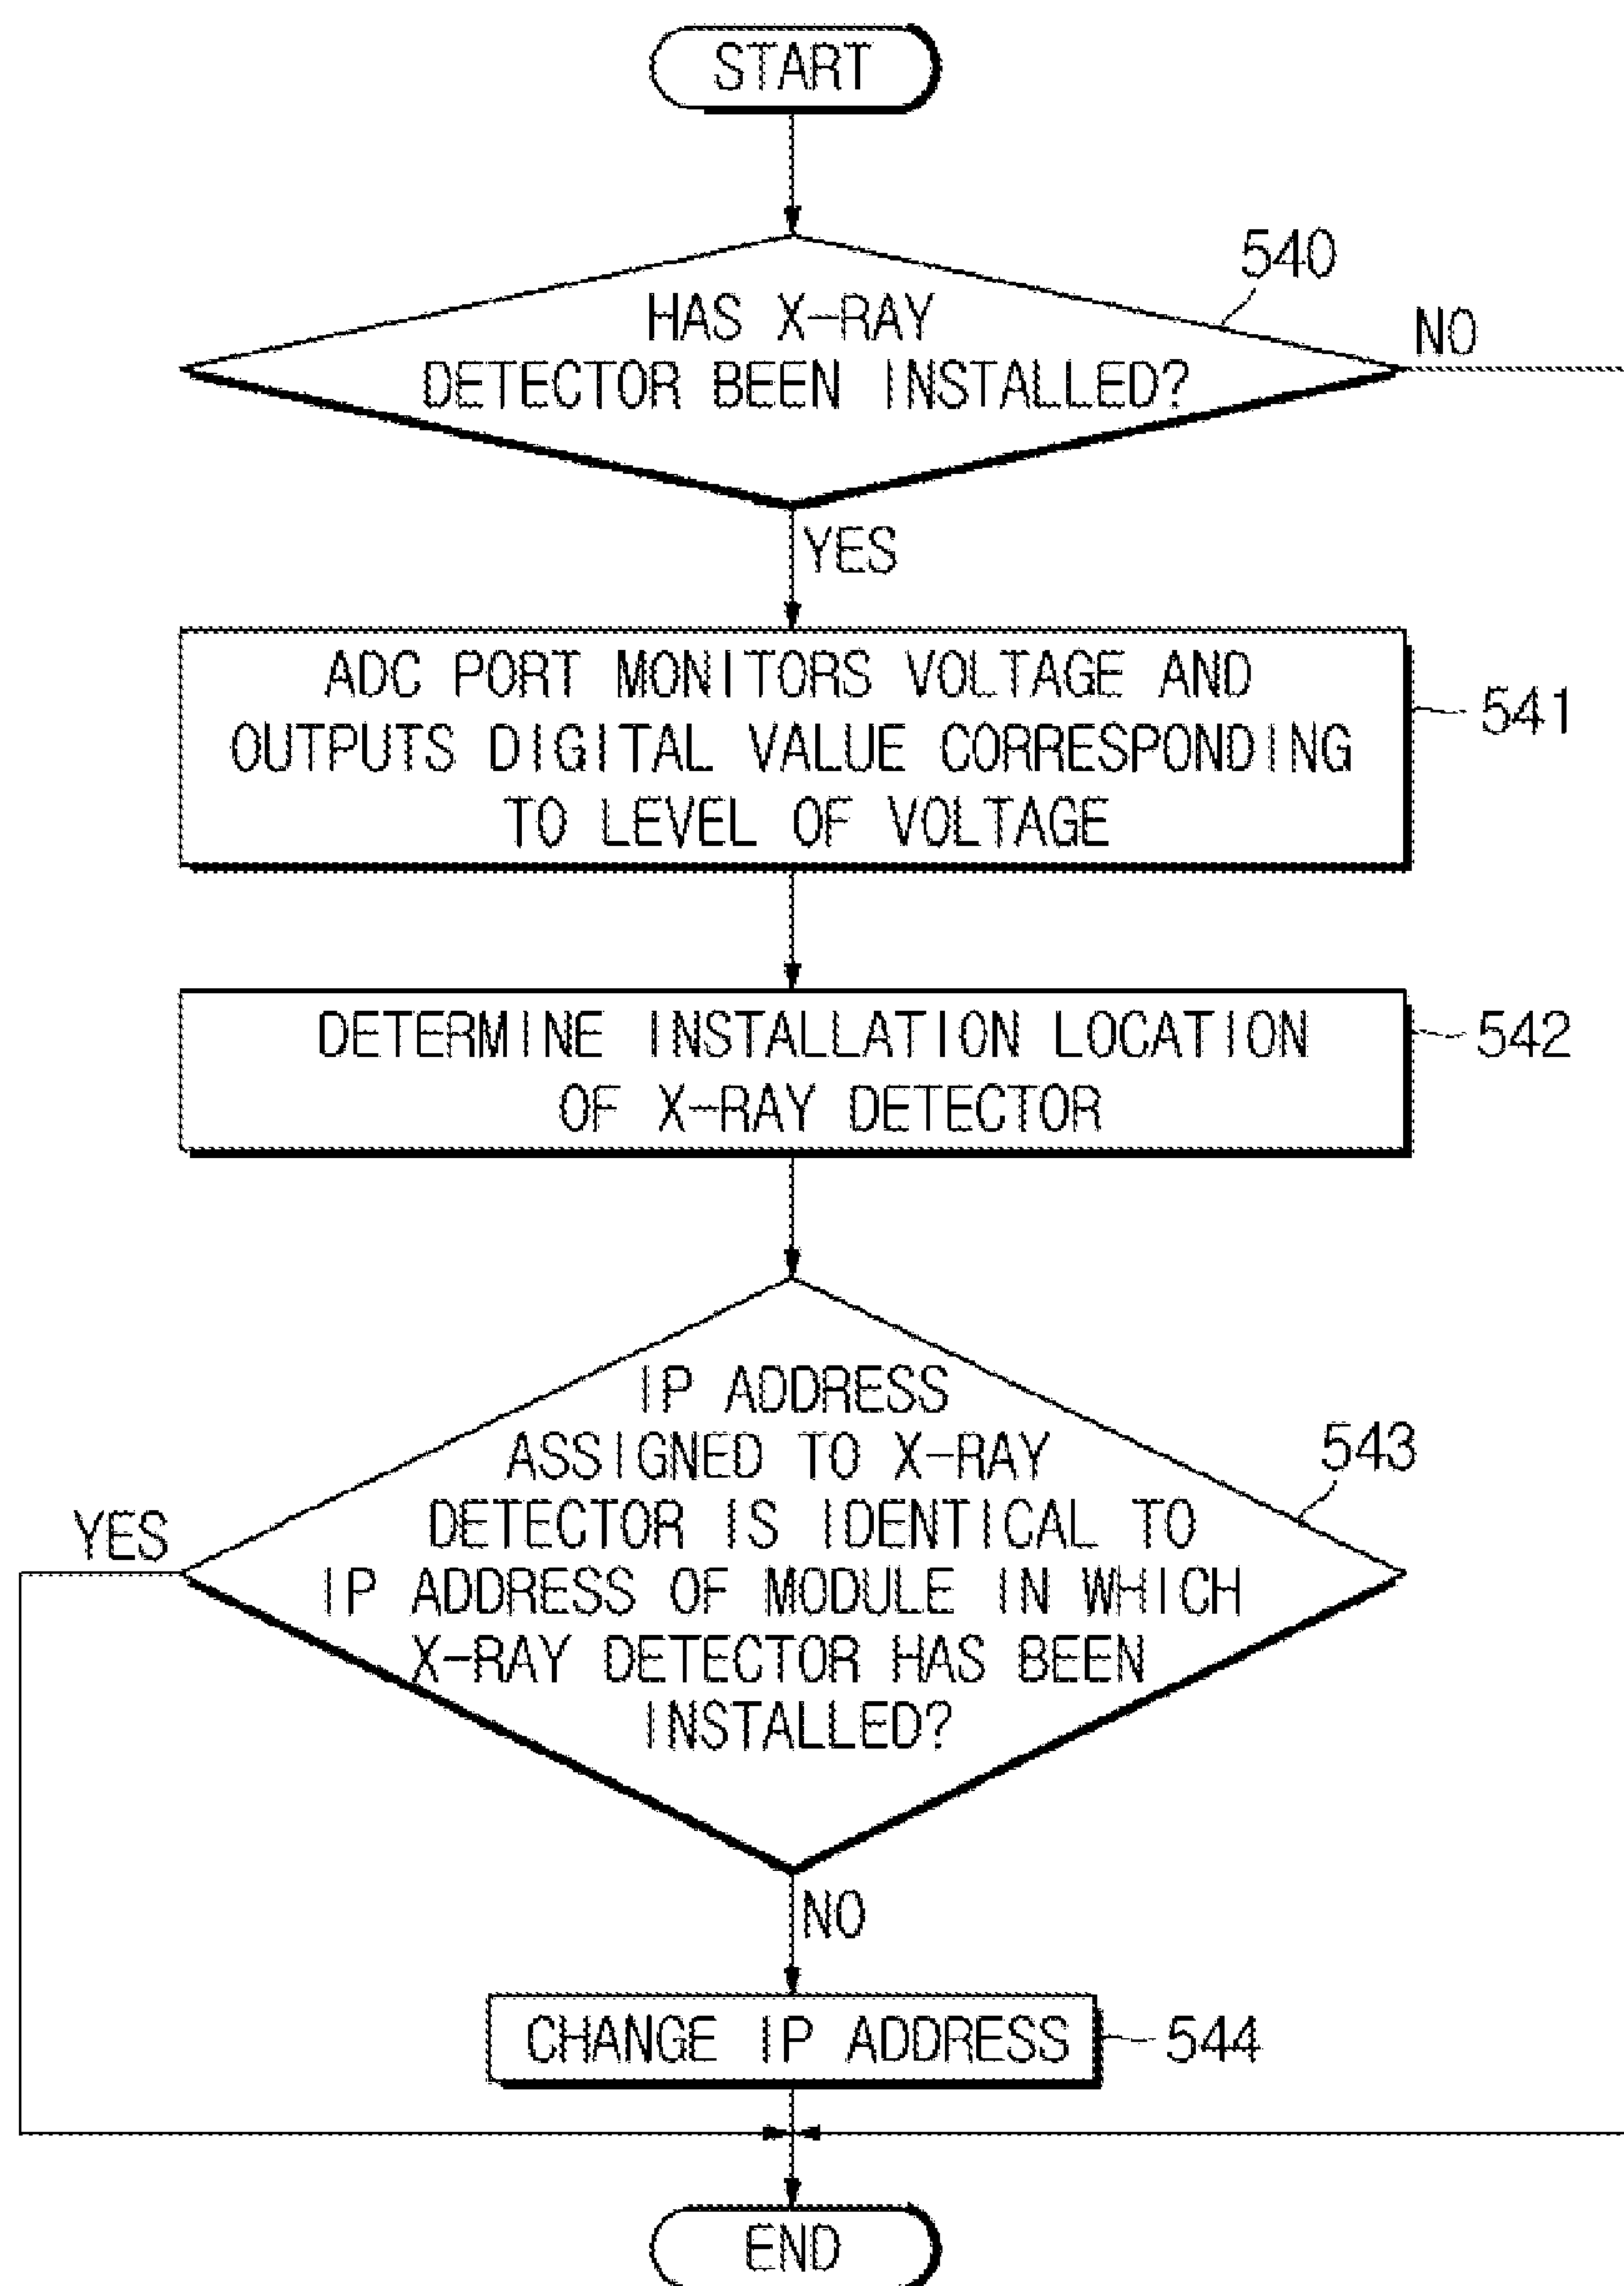 START
540
HAS X-RAY
DETECTOR BEEN INSTALLED?
NO
YES
ADC PORT MONITORS VOLTAGE AND
OUTPUTS DIGITAL VALUE CORRESPONDING
TO LEVEL OF VOLTAGE
541
DETERMINE INSTALLATION LOCATION
OF X-RAY DETECTOR
542
IP ADDRESS
ASSIGNED TO X-RAY
DETECTOR IS IDENTICAL TO
IP ADDRESS OF MODULE IN WHICH
X-RAY DETECTOR HAS BEEN
INSTALLED?
543
YES
NO
CHANGE IP ADDRESS
544
END